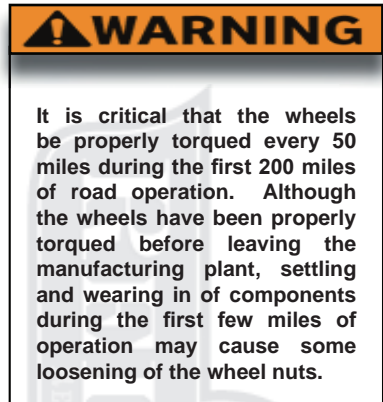 WARNING
It is critical that the wheels
be properly torqued every 50
miles during the first 200 miles
of road operation. Although
the wheels have been properly
torqued before leaving the
manufacturing plant, settling
and wearing in of components
during the first few miles of
operation may cause some
loosening of the wheel nuts.